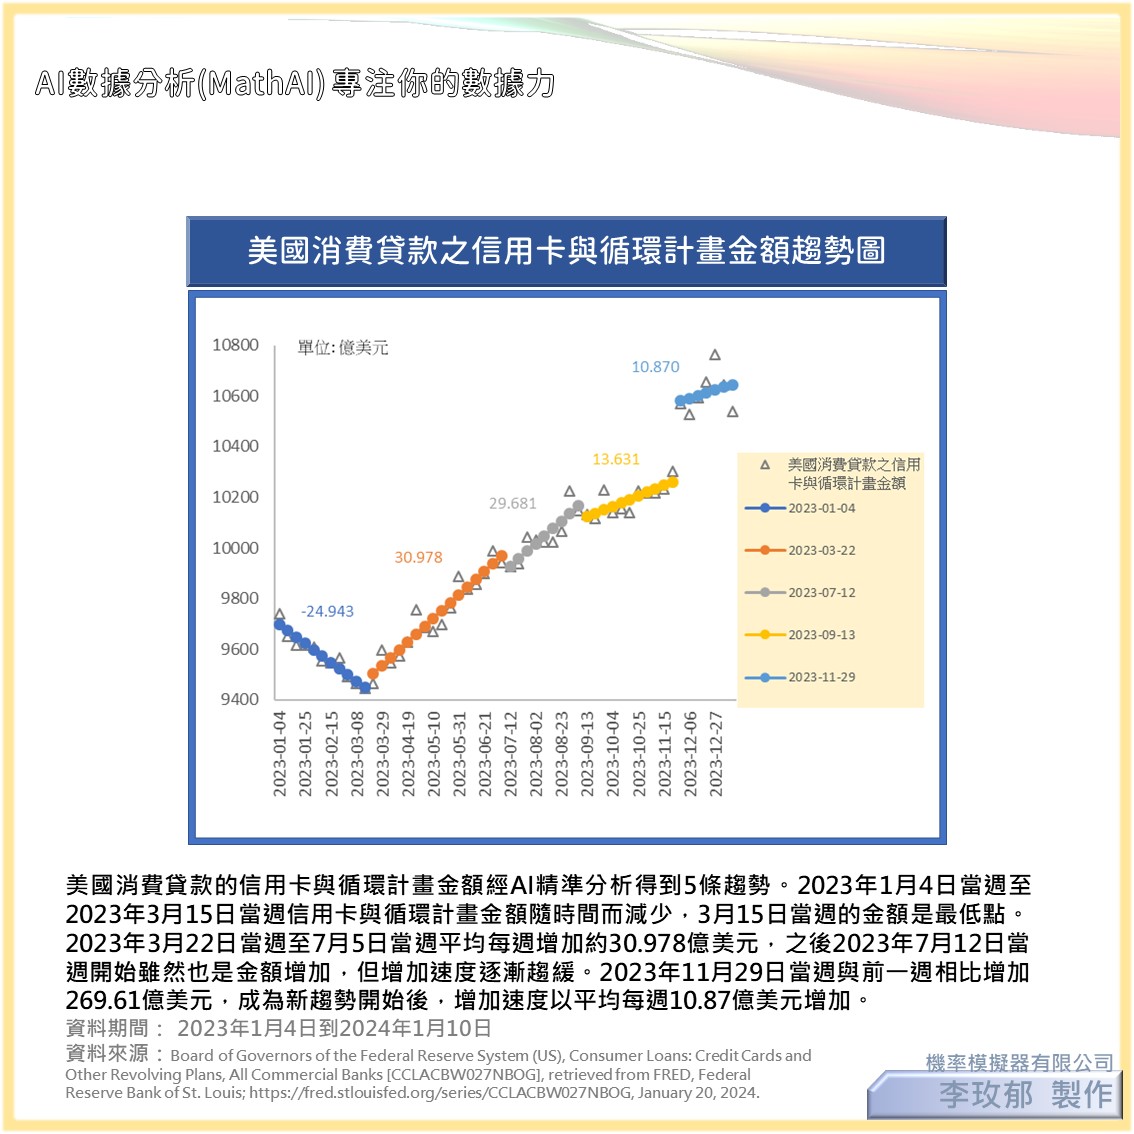 AI數據分析(MathAI) 專注你的數據力
美國消費貸款之信用卡與循環計畫金額趨勢圖
單位:億美元
10800
10600
10400
10200
10000
9800
9600
9400
-24.943
30.978
29.681
13.631
10.870
2023-01-04
2023-01-25
2023-02-15
2023-03-08
2023-03-29
2023-04-19
2023-05-10
2023-05-31
2023-06-21
2023-07-12
2023-08-02
2023-08-23
2023-09-13
2023-10-04
2023-10-25
2023-11-15
2023-12-06
2023-12-27
美國消費貸款之信用
卡與循環計畫金額
2023-01-04
2023-03-22
2023-07-12
2023-09-13
2023-11-29
美國消費貸款的信用卡與循環計畫金額經AI精準分析得到5條趨勢。2023年1月4日當週至
2023年3月15日當週信用卡與循環計畫金額隨時間而減少，3月15日當週的金額是最低點。
2023年3月22日當週至7月5日當週平均每週增加約30.978億美元，之後2023年7月12日當
週開始雖然也是金額增加，但增加速度逐漸趨緩。2023年11月29日當週與前一週相比增加
269.61億美元，成為新趨勢開始後，增加速度以平均每週10.87億美元增加。
資料期間： 2023年1月4日到2024年1月10日
資料來源：Board of Governors of the Federal Reserve System (US), Consumer Loans: Credit Cards and
Other Revolving Plans, All Commercial Banks [CCLACBW027NBOG], retrieved from FRED, Federal
Reserve Bank of St. Louis; https://fred.stlouisfed.org/series/CCLACBW027NBOG, January 20, 2024.
機率模擬器有限公司
李玫郁 製作